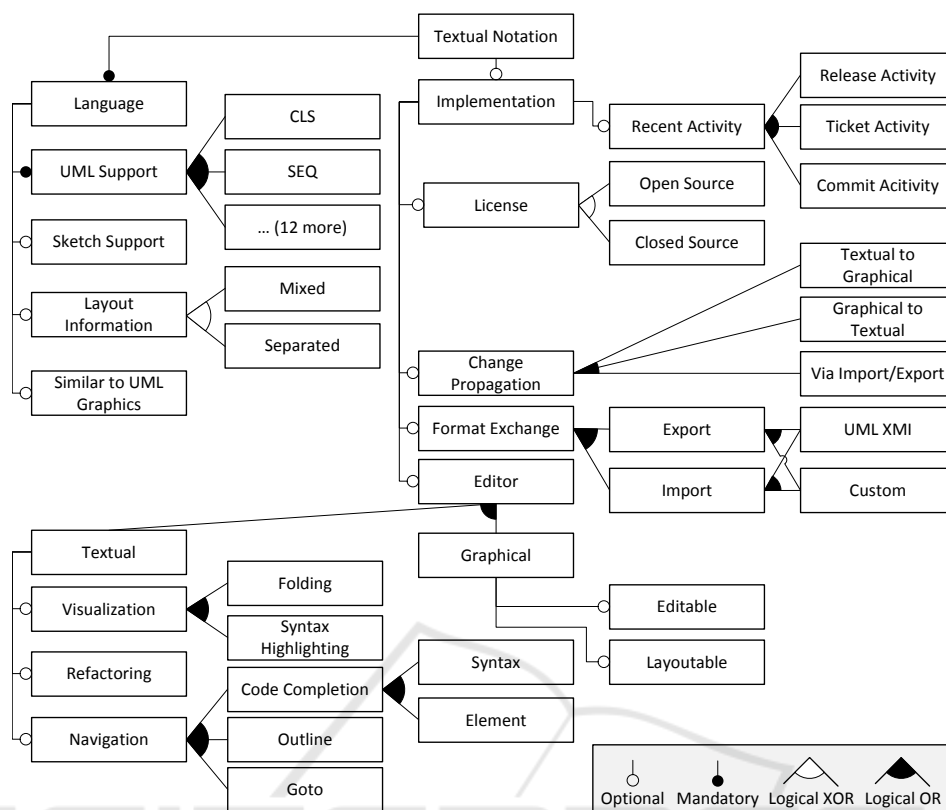 Textual Notation
Language
Implementation
Release Activity
CLS
Recent Activity
Ticket Activity
UML Support
SEQ
Open Source
Commit Acitivity
License
... (12 more)
Sketch Support
Closed Source
Textual to
Graphical
Mixed
Layout
Information
Graphical to
Textual
Separated
Change
Propagation
Via Import/Export
Similar to UML
Graphics
Format Exchange
Export
UML XMI
Editor
Import
Custom
Textual
Graphical
Folding
Visualization
Editable
Syntax
Highlighting
Refactoring
Syntax
Layoutable
Code Completion
Element
Navigation
Outline
Goto
Optional Mandatory Logical XOR Logical OR